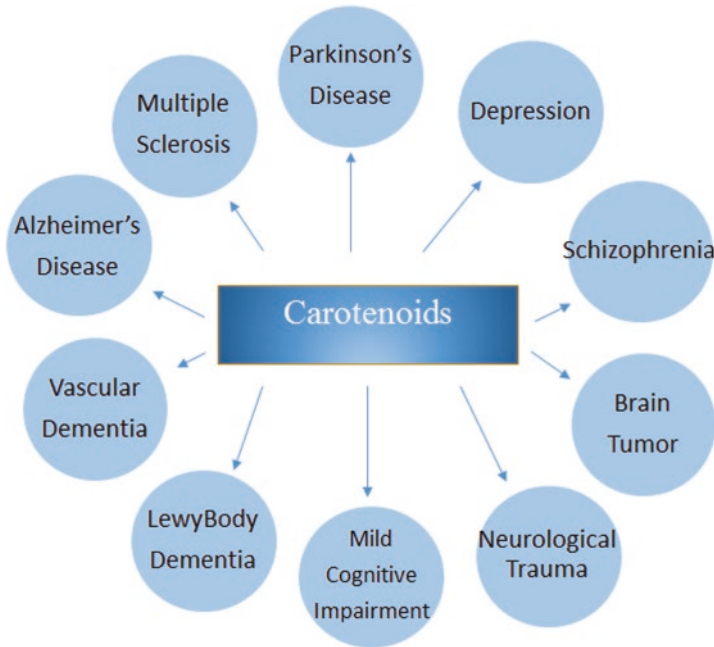 Parkinson's
Disease
Depression
Multiple
Sclerosis
Alzheimer's
Disease
Schizophrenia
Carotenoids
Vascular
Dementia
Brain
Tumor
LewyBody
Dementia
Mild
Cognitive
Impairment
Neurological
Trauma